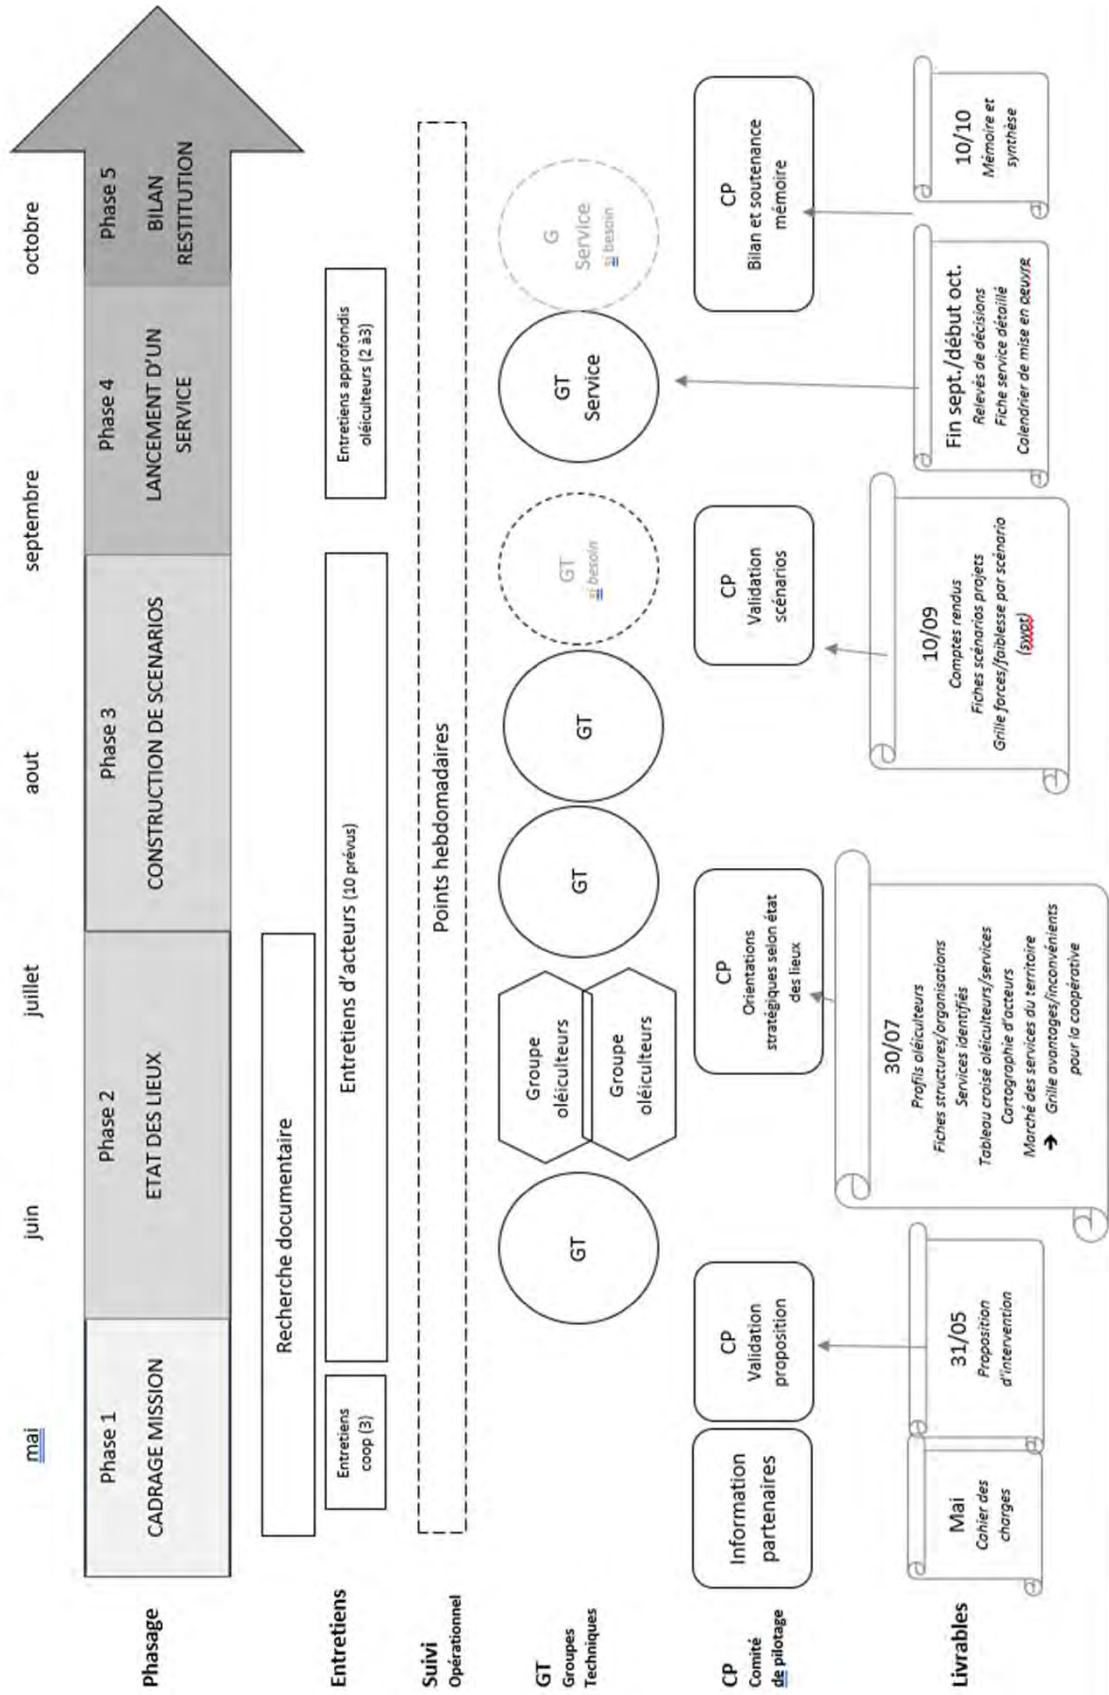 mai
juin
juillet
aout
septembre
octobre
Phasage
Phase 1
CADRAGE MISSION
Phase 2
ETAT DES LIEUX
Phase 3
CONSTRUCTION DE SCENARIOS
Phase 4
LANCEMENT D'UN
SERVICE
Phase 5
BILAN
RESTITUTION
Recherche documentaire
Entretiens
Entretiens
coop (3)
Entretiens d'acteurs (10 prévus)
Entretiens approfondis
oléiculteurs (2 à3)
Suivi
Opérationnel
Points hebdomadaires
GT
Groupes
Techniques
GT
Groupe
oléiculteurs
Groupe
oléiculteurs
GT
GT
GT
si besoin
GT
Service
G
Service
si besoin
CP
Comité
de pilotage
Information
partenaires
CP
Validation
proposition
CP
Orientations
stratégiques selon état
des lieux
CP
Validation
scénarios
CP
Bilan et soutenance
mémoire
Livrables
Mai
Cahier des
charges
31/05
Proposition
d'intervention
30/07
Profils oléiculteurs
Fiches structures/organisations
Services identifiés
Tableau croisé oléiculteurs/services
Cartographie d'acteurs
Marché des services du territoire
➔ Grille avantages/inconvénients
pour la coopérative
10/09
Comptes rendus
Fiches scénarios projets
Grille forces/faiblesse par scénario
(swot)
Fin sept./début oct.
Relevés de décisions
Fiche service détaillé
Calendrier de mise en oeuvre
10/10
Mémoire et
synthèse